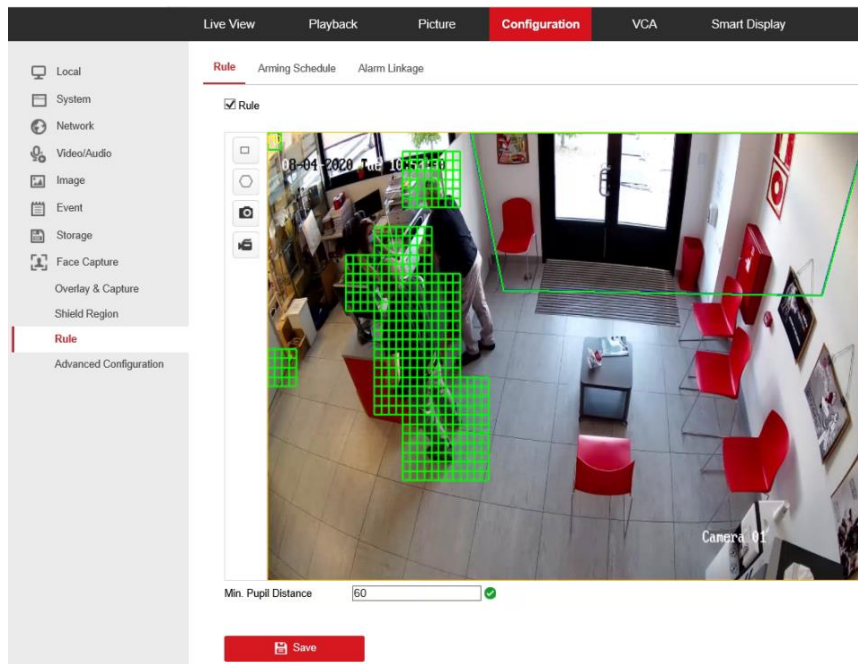 Live View Playback Picture Configuration VCA Smart Display
Local
System
Network
Video/Audio
Image
Event
Storage
Face Capture
Overlay & Capture
Shield Region
Rule
Advanced Configuration
Rule Arming Schedule Alarm Linkage
Rule
08-04-2020 Tue
Camera 01
Min. Pupil Distance 60
Save